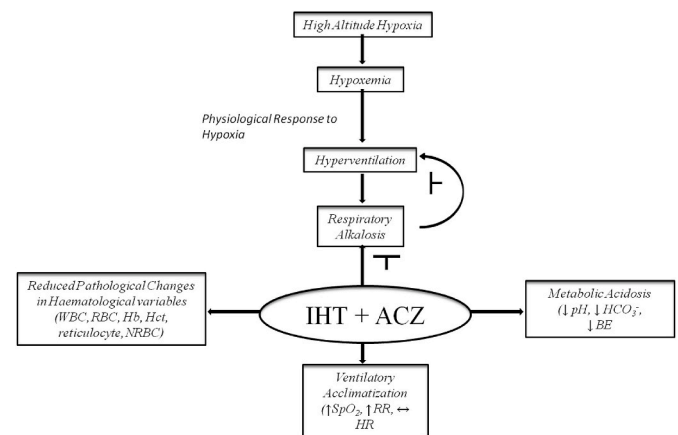 High Altitude Hypoxia
Hypoxemia
Physiological Response to
Hypoxia
Hyperventilation
Respiratory
Alkalosis
Reduced Pathological Changes
in Haematological variables
(WBC, RBC, Hb, Hct,
reticulocyte, NRBC)
IHT + ACZ
Metabolic Acidosis
(↓pH, ↓HCO₃⁻,
↓BE
Ventilatory
Acclimatization
(↑SpO₂, ↑RR, ↔
HR